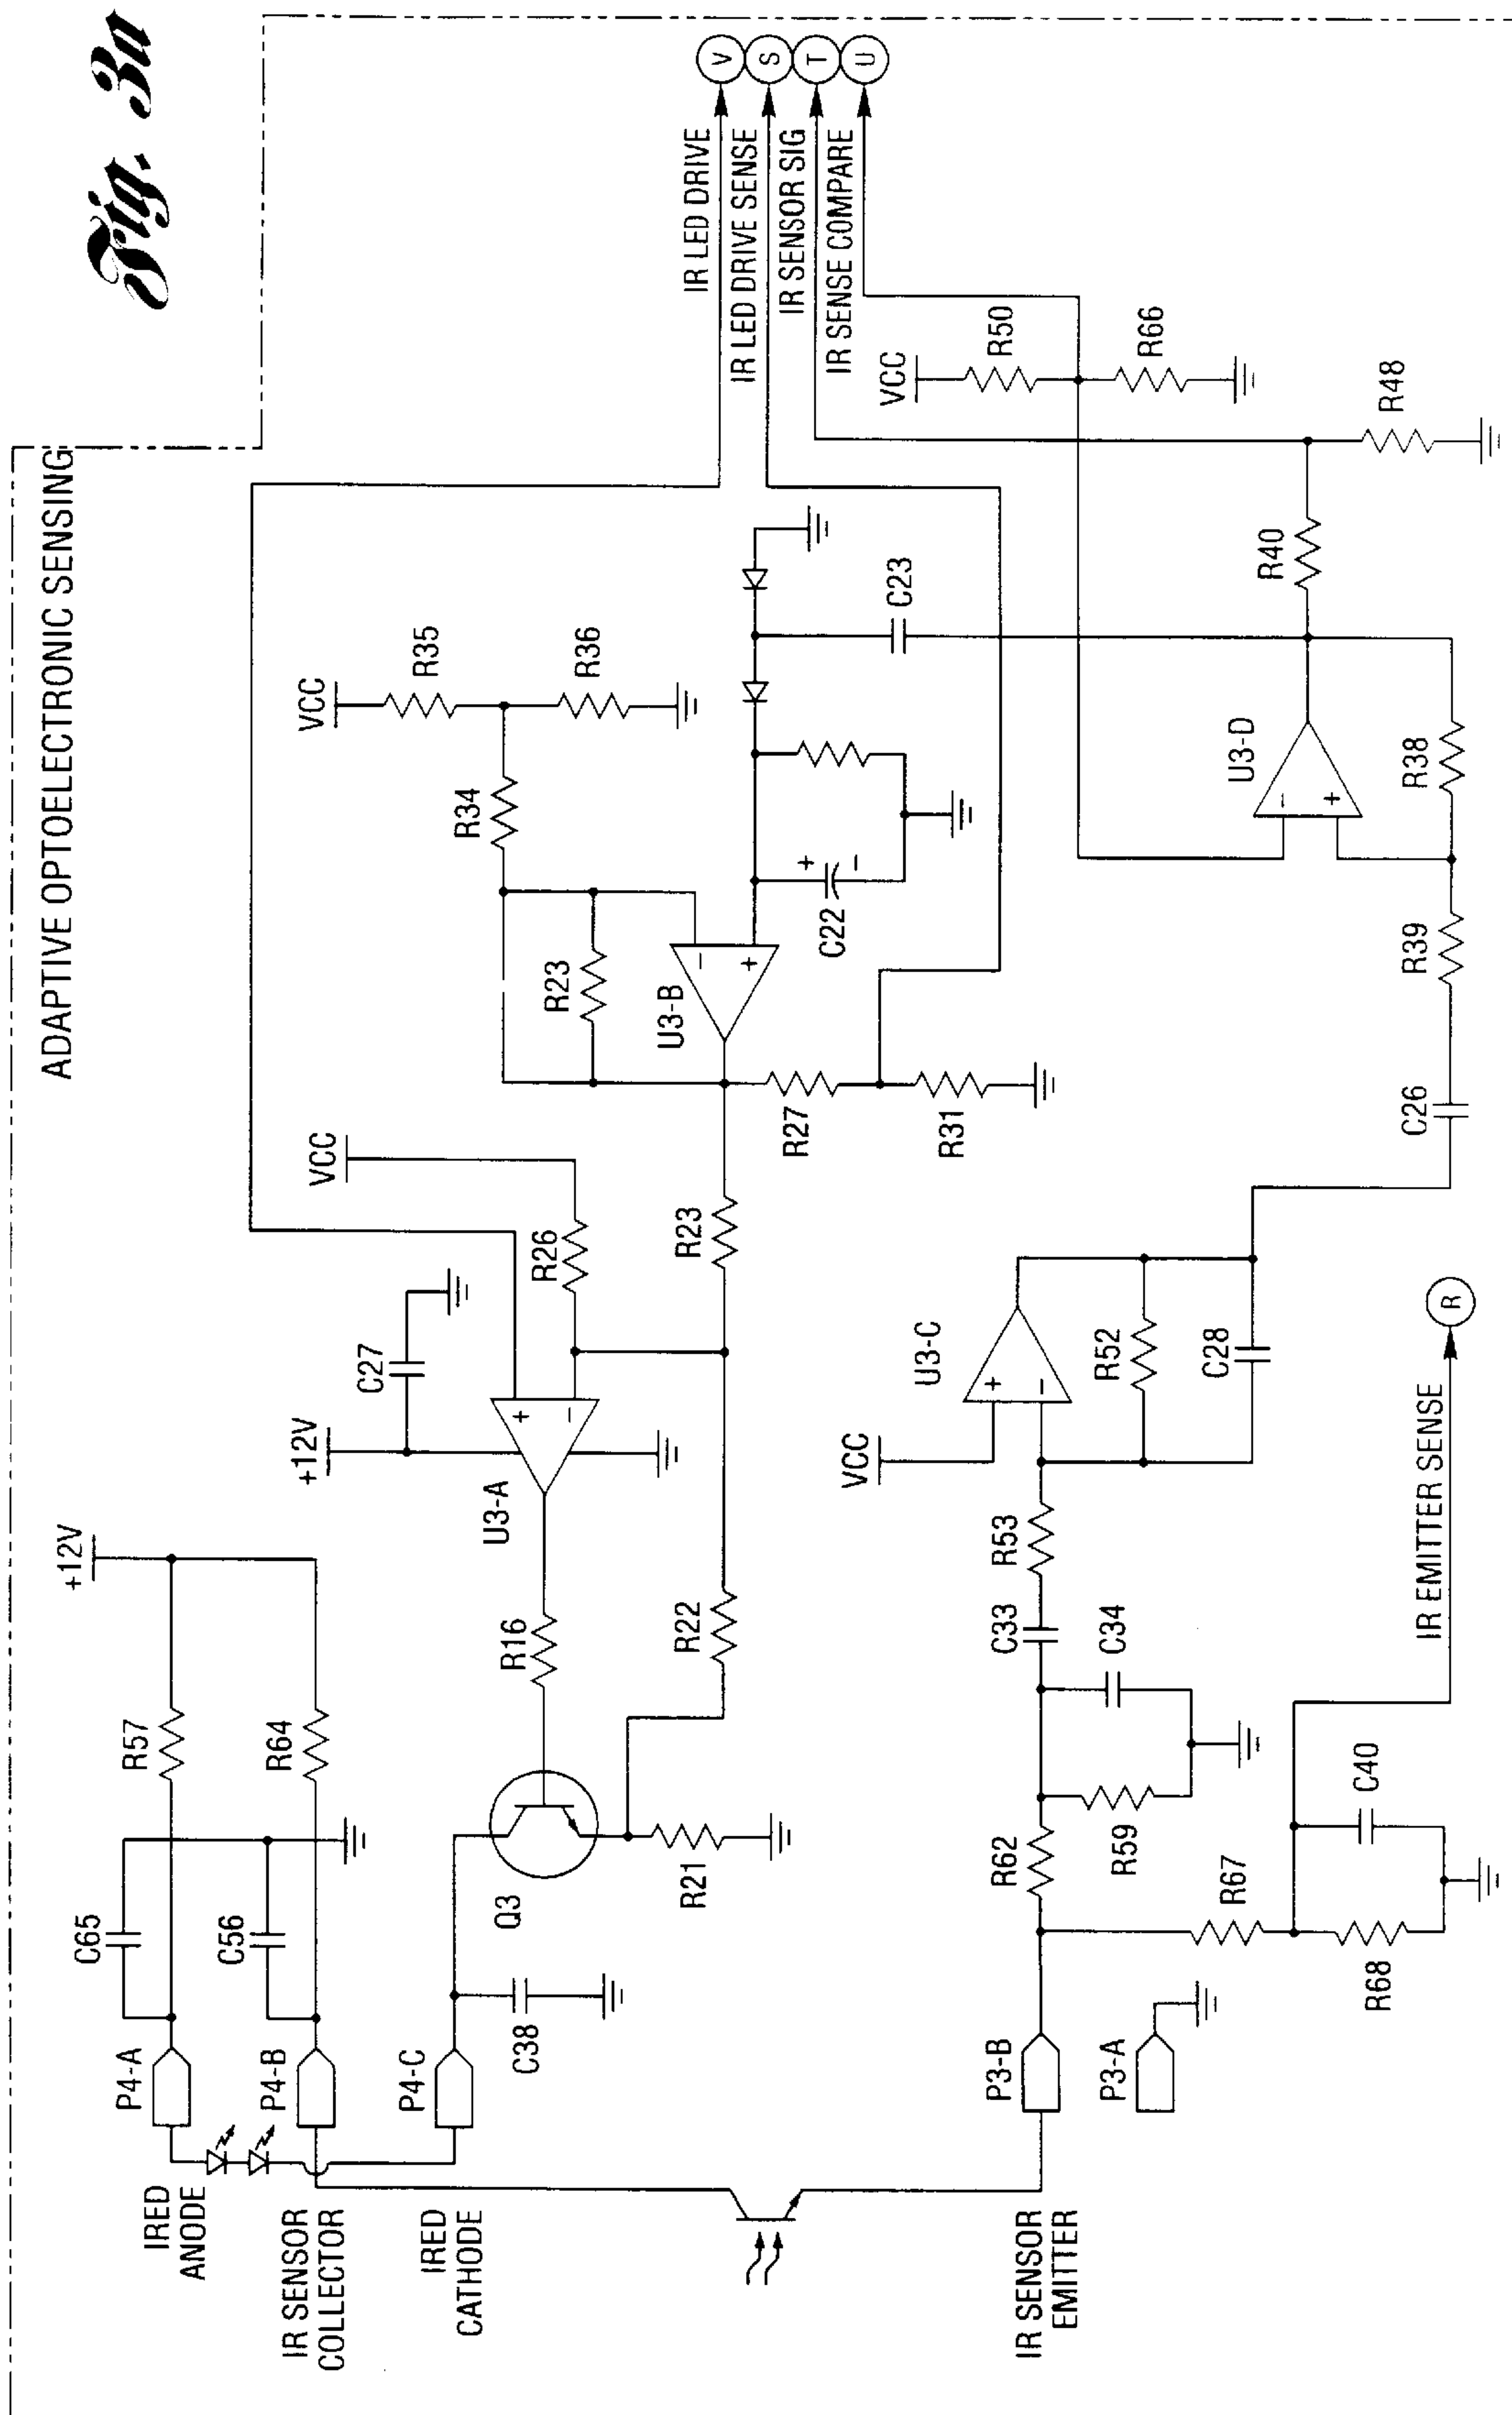 Fig. 3a
ADAPTIVE OPTOELECTRONIC SENSING
IRED
ANODE
P4-A
C65
R57
+12V
IR SENSOR
COLLECTOR
P4-B
C56
R64
IRED
CATHODE
P4-C
C38
Q3
R21
R16
R22
U3-A
+
-
+12V
C27
R26
VCC
R23
R27
R31
U3-B
-
+
R23
R34
VCC
R35
R36
C22
+
-
C23
IR LED DRIVE
V
IR LED DRIVE SENSE
S
IR SENSOR SIG
T
IR SENSE COMPARE
U
VCC
R50
R66
R48
R40
U3-D
-
+
R38
R39
C26
IR SENSOR
EMITTER
P3-B
P3-A
R62
R59
C34
C33
R53
VCC
U3-C
+
-
R52
C28
R67
R68
C40
IR EMITTER SENSE
R